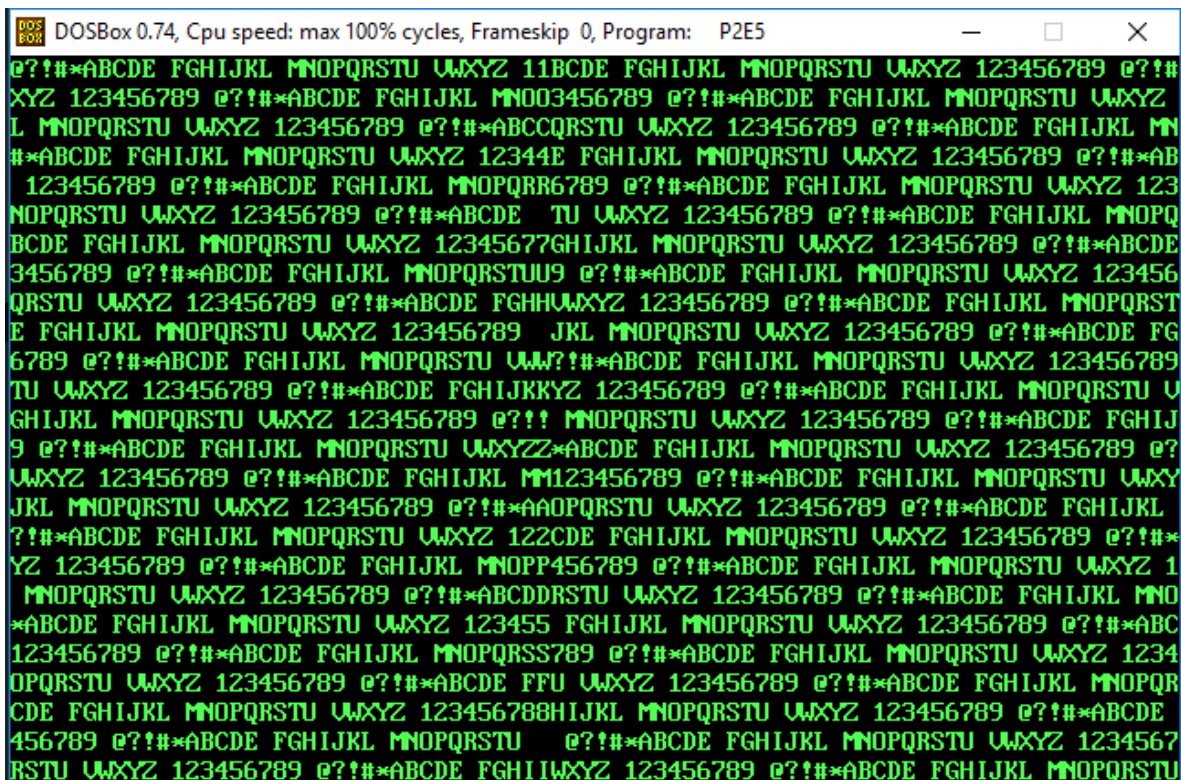 DOSBox 0.74, Cpu speed: max 100% cycles, Frameskip 0, Program: P2E5
@?!#*ABCDE FGHIJKL MNOPQRSTU VWXYZ 11BCDE FGHIJKL MNOPQRSTU VWXYZ 123456789 @?!#
XYZ 123456789 @?!#*ABCDE FGHIJKL MNOO3456789 @?!#*ABCDE FGHIJKL MNOPQRSTU VWXYZ
L MNOPQRSTU VWXYZ 123456789 @?!#*ABCCQRSTU VWXYZ 123456789 @?!#*ABCDE FGHIJKL MN
#*ABCDE FGHIJKL MNOPQRSTU VWXYZ 12344E FGHIJKL MNOPQRSTU VWXYZ 123456789 @?!#*AB
 123456789 @?!#*ABCDE FGHIJKL MNOPQRR6789 @?!#*ABCDE FGHIJKL MNOPQRSTU VWXYZ 123
NOPQRSTU VWXYZ 123456789 @?!#*ABCDE  TU VWXYZ 123456789 @?!#*ABCDE FGHIJKL MNOPQ
BCDE FGHIJKL MNOPQRSTU VWXYZ 12345677GHIJKL MNOPQRSTU VWXYZ 123456789 @?!#*ABCDE
3456789 @?!#*ABCDE FGHIJKL MNOPQRSTUU9 @?!#*ABCDE FGHIJKL MNOPQRSTU VWXYZ 123456
QRSTU VWXYZ 123456789 @?!#*ABCDE FGHHVWXYZ 123456789 @?!#*ABCDE FGHIJKL MNOPQRST
E FGHIJKL MNOPQRSTU VWXYZ 123456789  JKL MNOPQRSTU VWXYZ 123456789 @?!#*ABCDE FG
6789 @?!#*ABCDE FGHIJKL MNOPQRSTU VWW?!#*ABCDE FGHIJKL MNOPQRSTU VWXYZ 123456789
TU VWXYZ 123456789 @?!#*ABCDE FGHIJKKYZ 123456789 @?!#*ABCDE FGHIJKL MNOPQRSTU V
GHIJKL MNOPQRSTU VWXYZ 123456789 @?!! MNOPQRSTU VWXYZ 123456789 @?!#*ABCDE FGHIJ
9 @?!#*ABCDE FGHIJKL MNOPQRSTU VWXYZZ*ABCDE FGHIJKL MNOPQRSTU VWXYZ 123456789 @?
VWXYZ 123456789 @?!#*ABCDE FGHIJKL MM123456789 @?!#*ABCDE FGHIJKL MNOPQRSTU VWXY
JKL MNOPQRSTU VWXYZ 123456789 @?!#*AAOPQRSTU VWXYZ 123456789 @?!#*ABCDE FGHIJKL
?!#*ABCDE FGHIJKL MNOPQRSTU VWXYZ 122CDE FGHIJKL MNOPQRSTU VWXYZ 123456789 @?!#*
YZ 123456789 @?!#*ABCDE FGHIJKL MNOPP456789 @?!#*ABCDE FGHIJKL MNOPQRSTU VWXYZ 1
 MNOPQRSTU VWXYZ 123456789 @?!#*ABCDDRSTU VWXYZ 123456789 @?!#*ABCDE FGHIJKL MNO
*ABCDE FGHIJKL MNOPQRSTU VWXYZ 123455 FGHIJKL MNOPQRSTU VWXYZ 123456789 @?!#*ABC
123456789 @?!#*ABCDE FGHIJKL MNOPQRSS789 @?!#*ABCDE FGHIJKL MNOPQRSTU VWXYZ 1234
OPQRSTU VWXYZ 123456789 @?!#*ABCDE FFU VWXYZ 123456789 @?!#*ABCDE FGHIJKL MNOPQR
CDE FGHIJKL MNOPQRSTU VWXYZ 123456788HIJKL MNOPQRSTU VWXYZ 123456789 @?!#*ABCDE
456789 @?!#*ABCDE FGHIJKL MNOPQRSTU   @?!#*ABCDE FGHIJKL MNOPQRSTU VWXYZ 1234567
RSTU VWXYZ 123456789 @?!#*ABCDE FGHIIWXYZ 123456789 @?!#*ABCDE FGHIJKL MNOPQRSTU